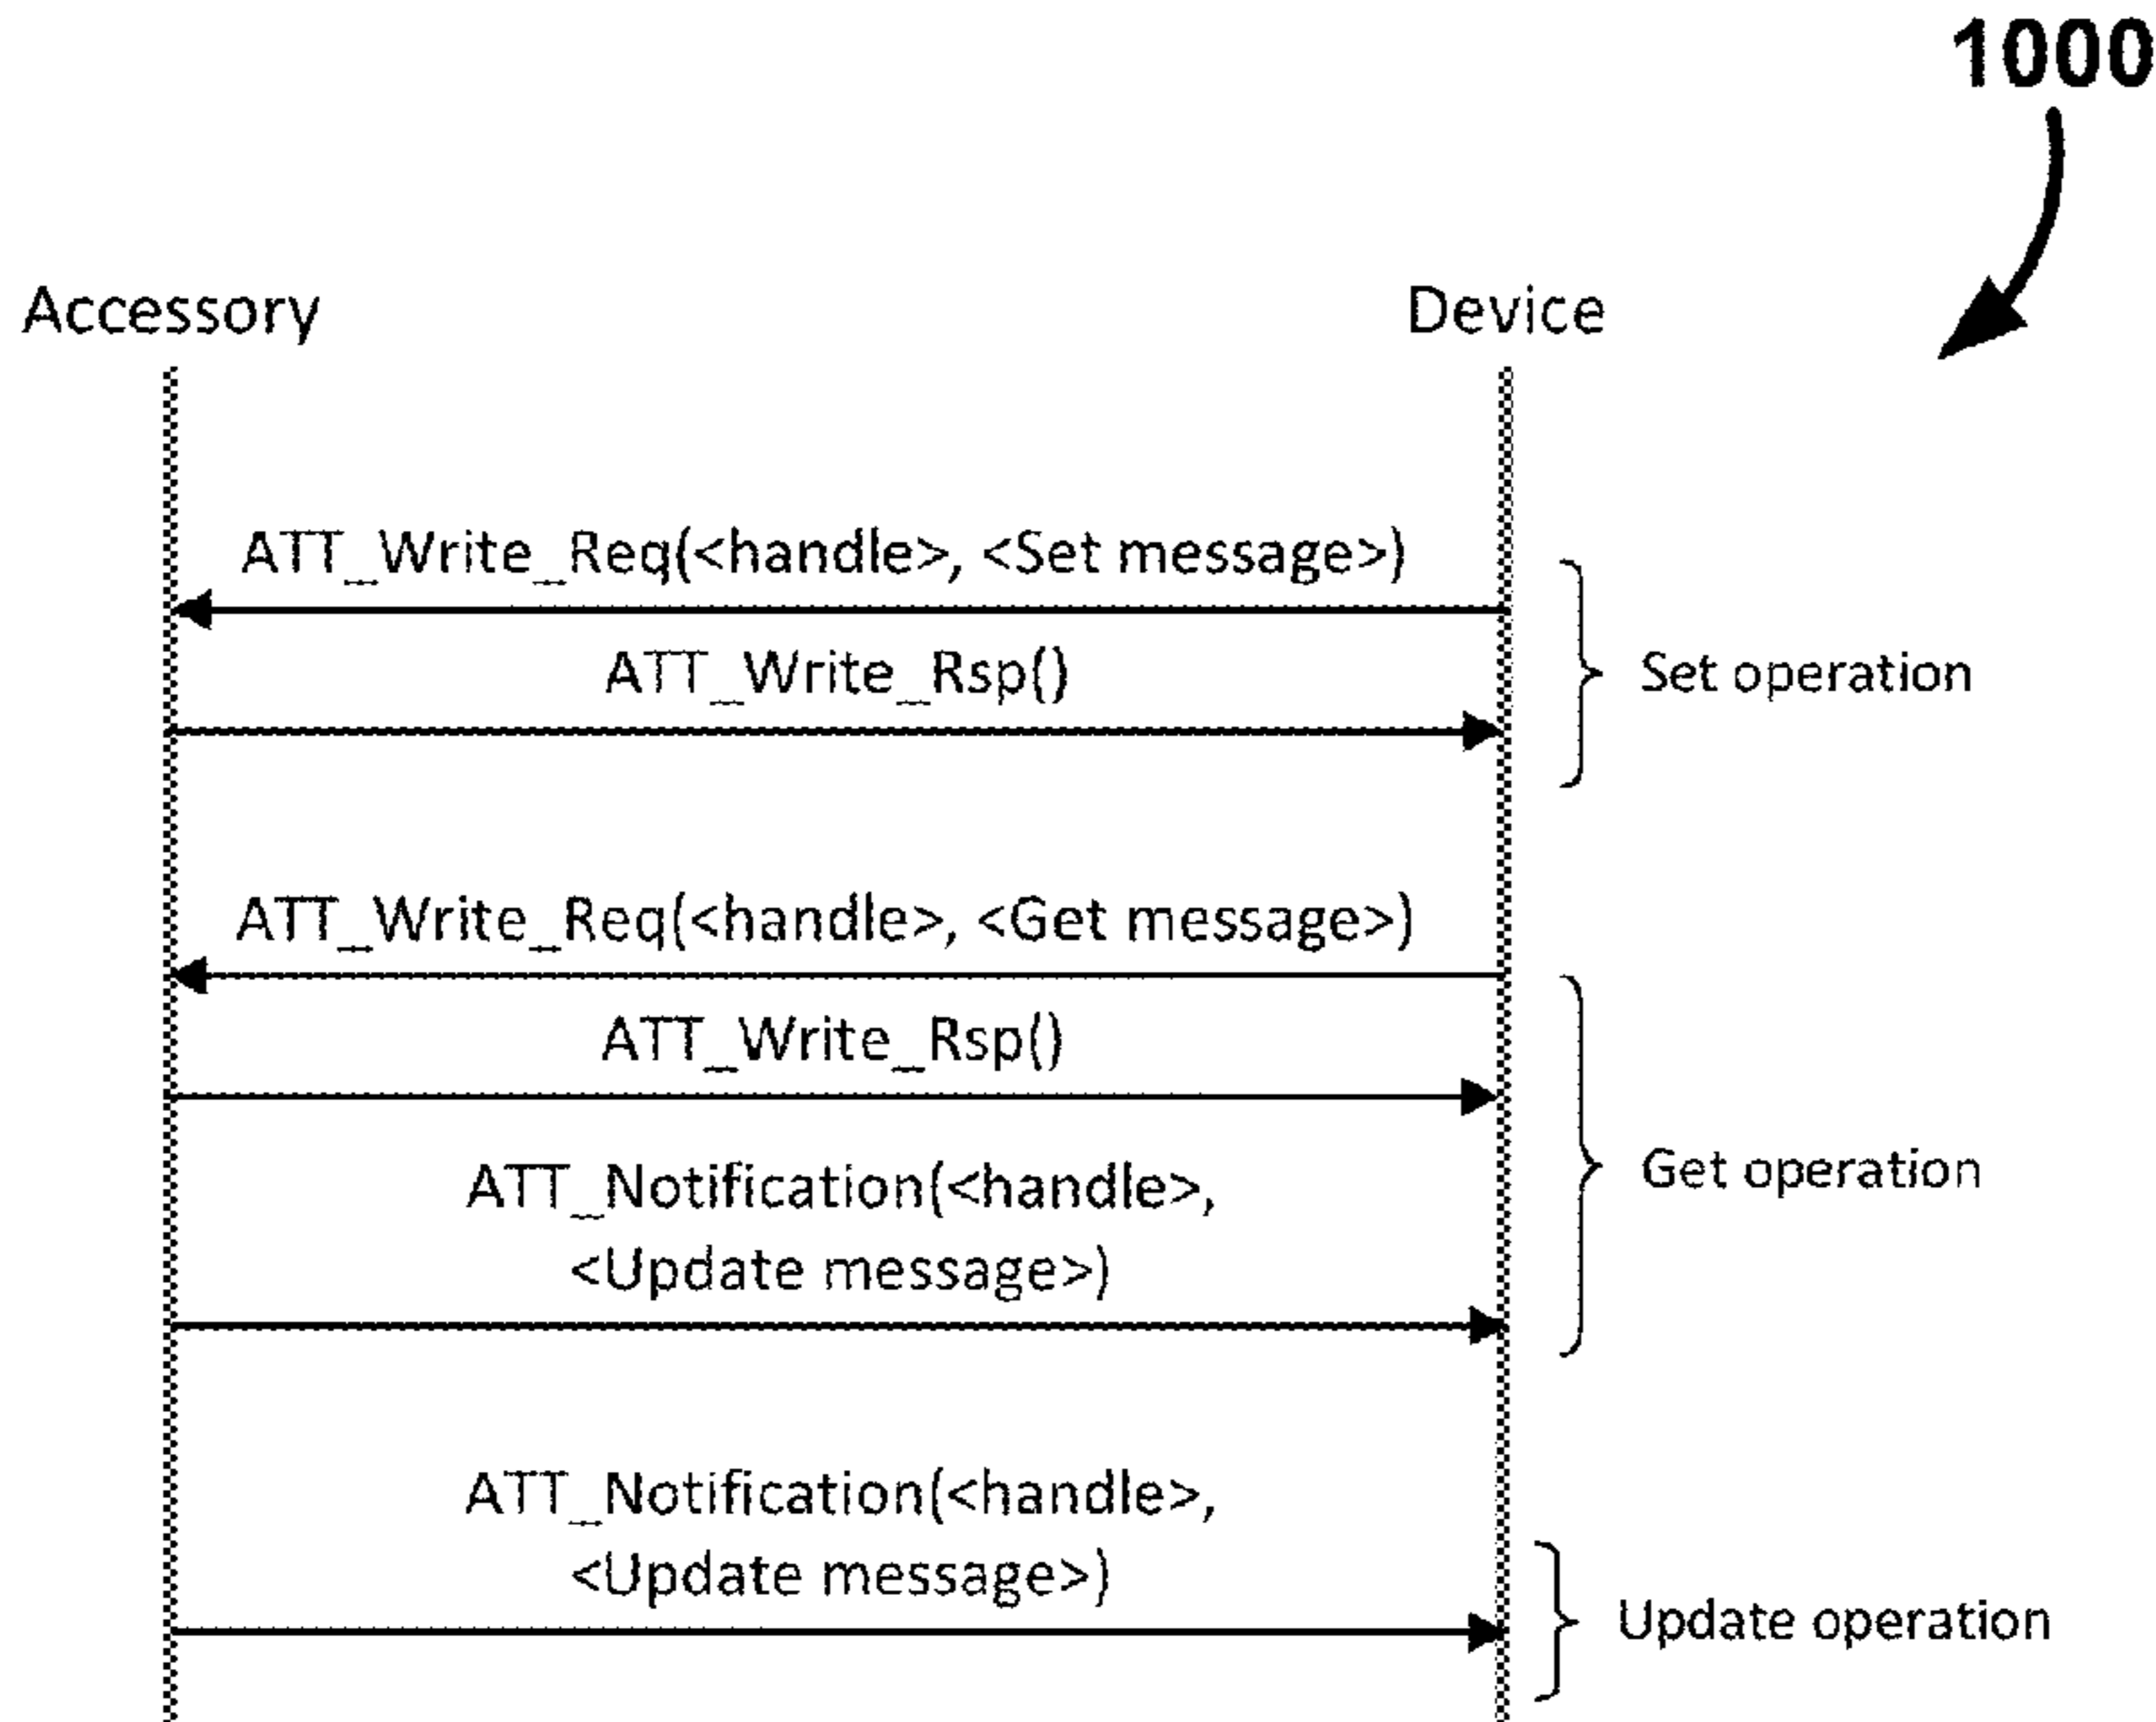 1000
Accessory
Device
ATT_Write_Req(<handle>, <Set message>)
ATT_Write_Rsp()
Set operation
ATT_Write_Req(<handle>, <Get message>)
ATT_Write_Rsp()
ATT_Notification(<handle>,
<Update message>)
Get operation
ATT_Notification(<handle>,
<Update message>)
Update operation